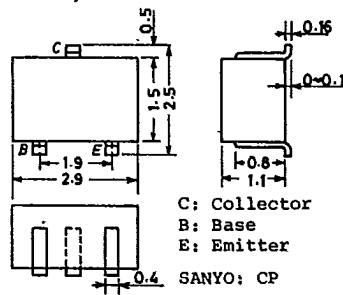 0.5
0.16
C
1.5
2.5
0~0.1
B
E
1.9
2.9
0.8
1.1
C: Collector
B: Base
E: Emitter
0.4
SANYO: CP